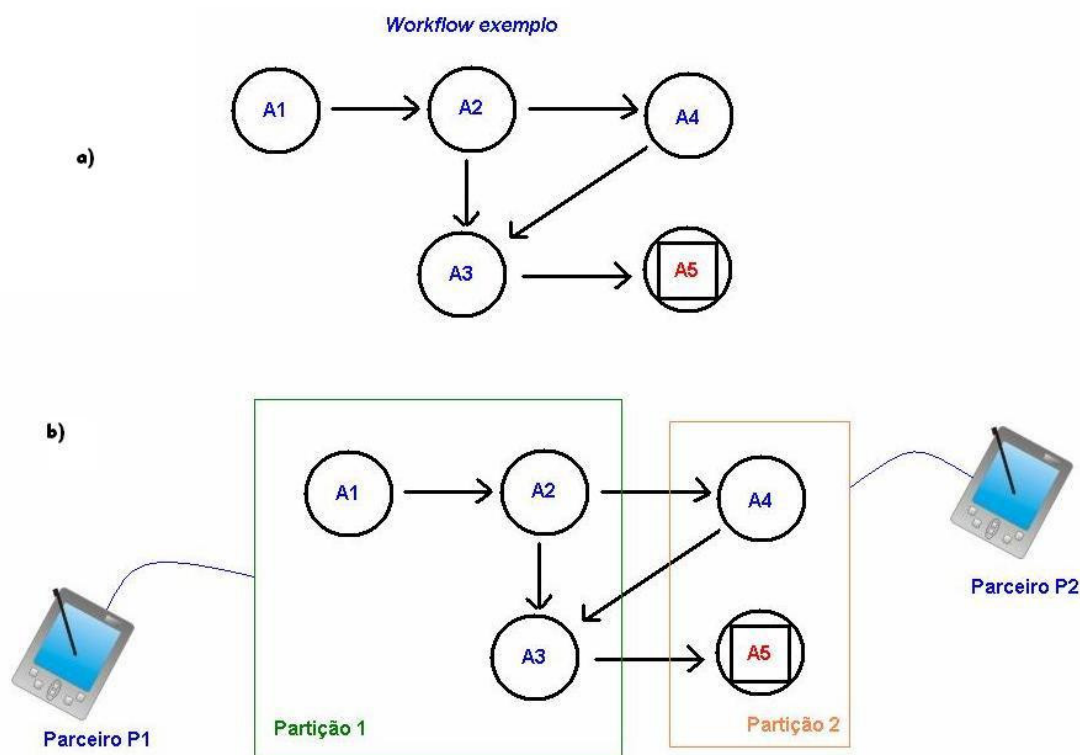 Workflow exemplo
A1
A2
A4
a)
A3
A5
b)
A1
A2
A4
Parceiro P2
A3
A5
Partição 1
Partição 2
Parceiro P1